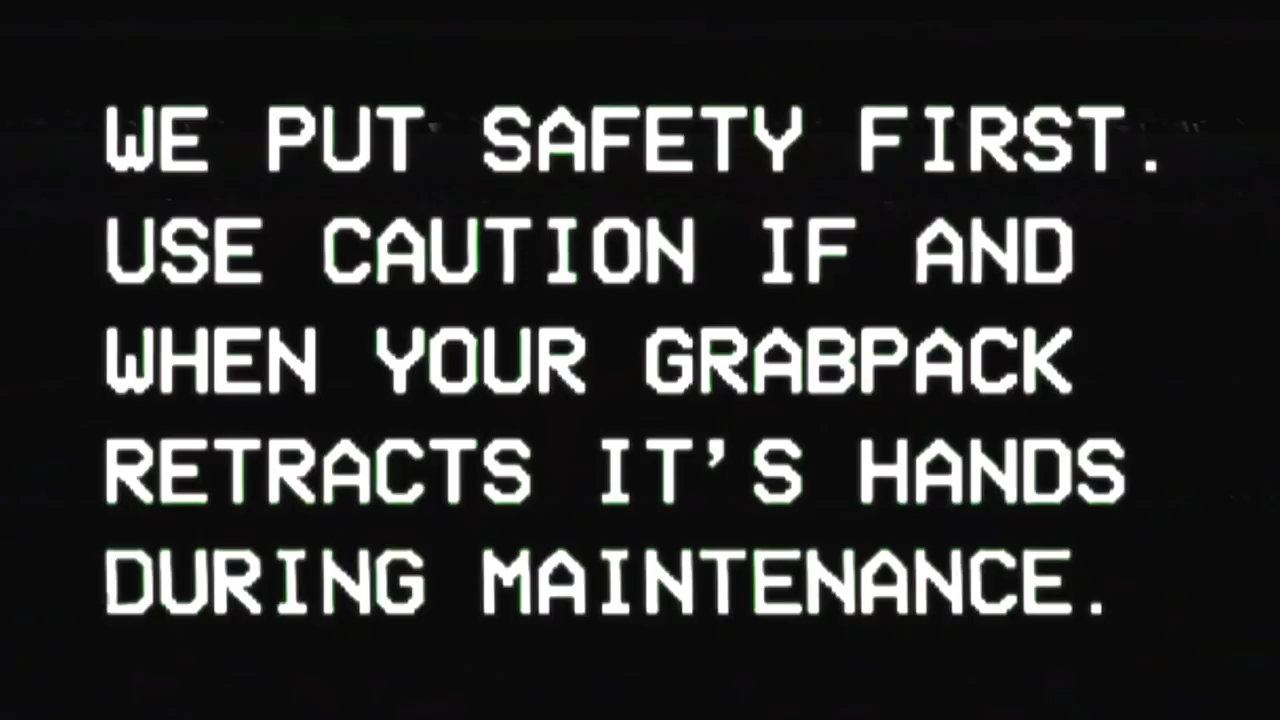 WE PUT SAFETY FIRST.
USE CAUTION IF AND
WHEN YOUR GRABPACK
RETRACTS IT'S HANDS
DURING MAINTENANCE.